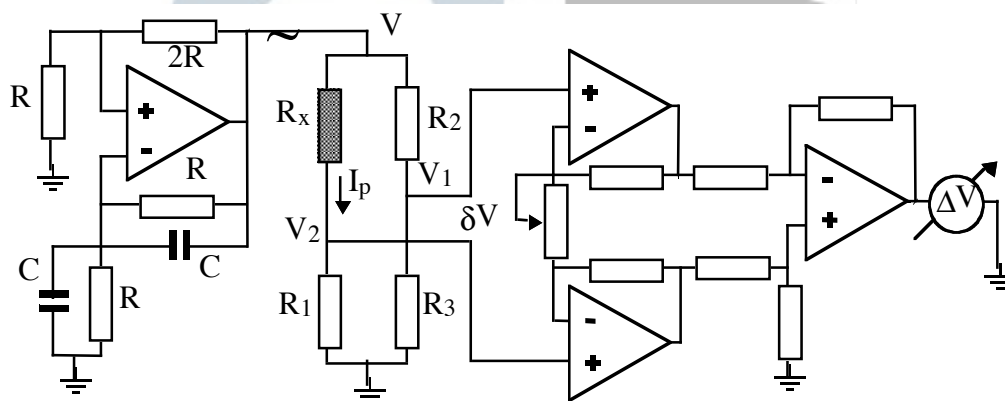 V
2R
R
+
-
R
Rx
R2
Ip
V1
V2
δV
+
-
-
+
ΔV
C
C
R
R1
R3
-
+